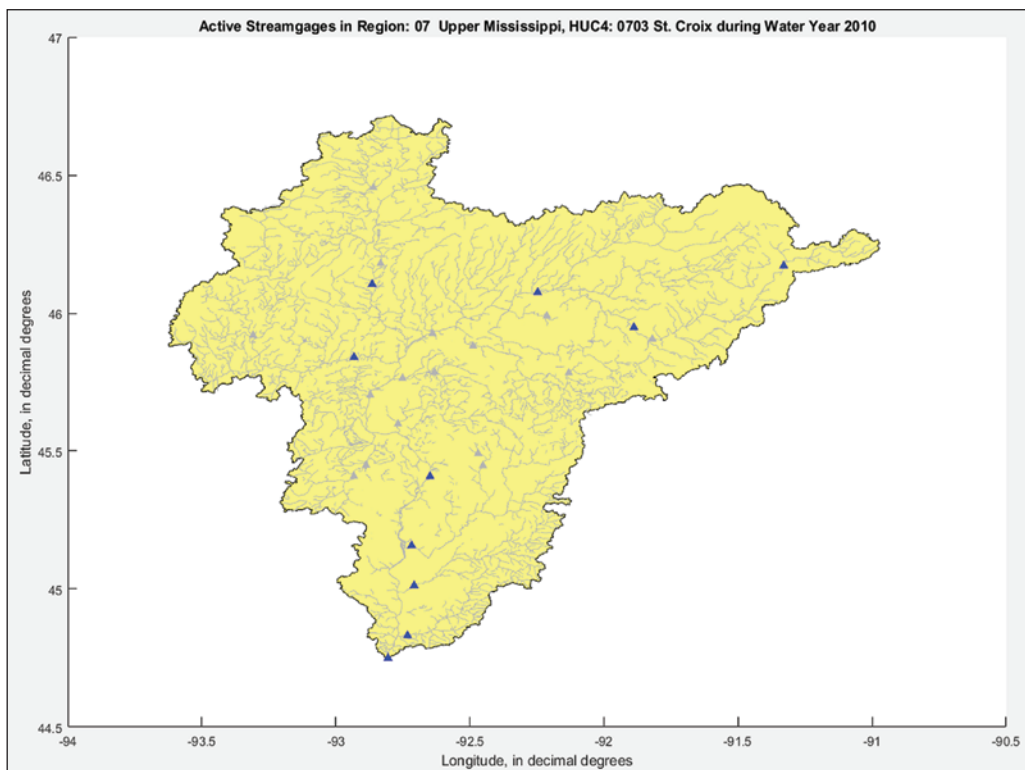 Active Streamgages in Region: 07 Upper Mississippi, HUC4: 0703 St. Croix during Water Year 2010
47
46.5
46
45.5
45
44.5
Latitude, in decimal degrees
-94 -93.5 -93 -92.5 -92 -91.5 -91 -90.5
Longitude, in decimal degrees